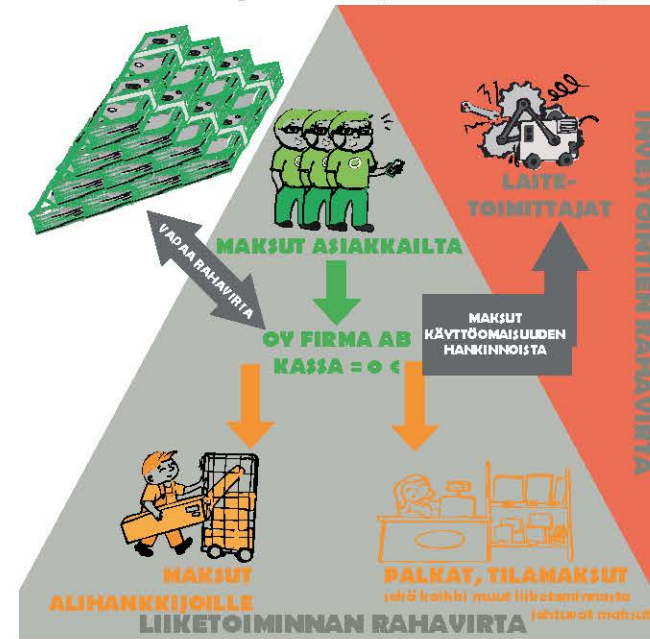 LAITE-
TOIMITTAJAT
INVESTOINTIEN RAHAVIRTA
MAKSUT ASIAKKAILTA
VAPAA RAHAVIRTA
MAKSUT
KÄYTTÖOMAISUUDEN
HANKINNOISTA
OY FIRMA AB
KASSA = 0 <
MAKSUT
ALIHANKKIJOILLE
PALKAT, TILAMAKSUT
sekä kaikki muut liiketoiminnasta
johtuvat maksut
LIIKETOIMINNAN RAHAVIRTA